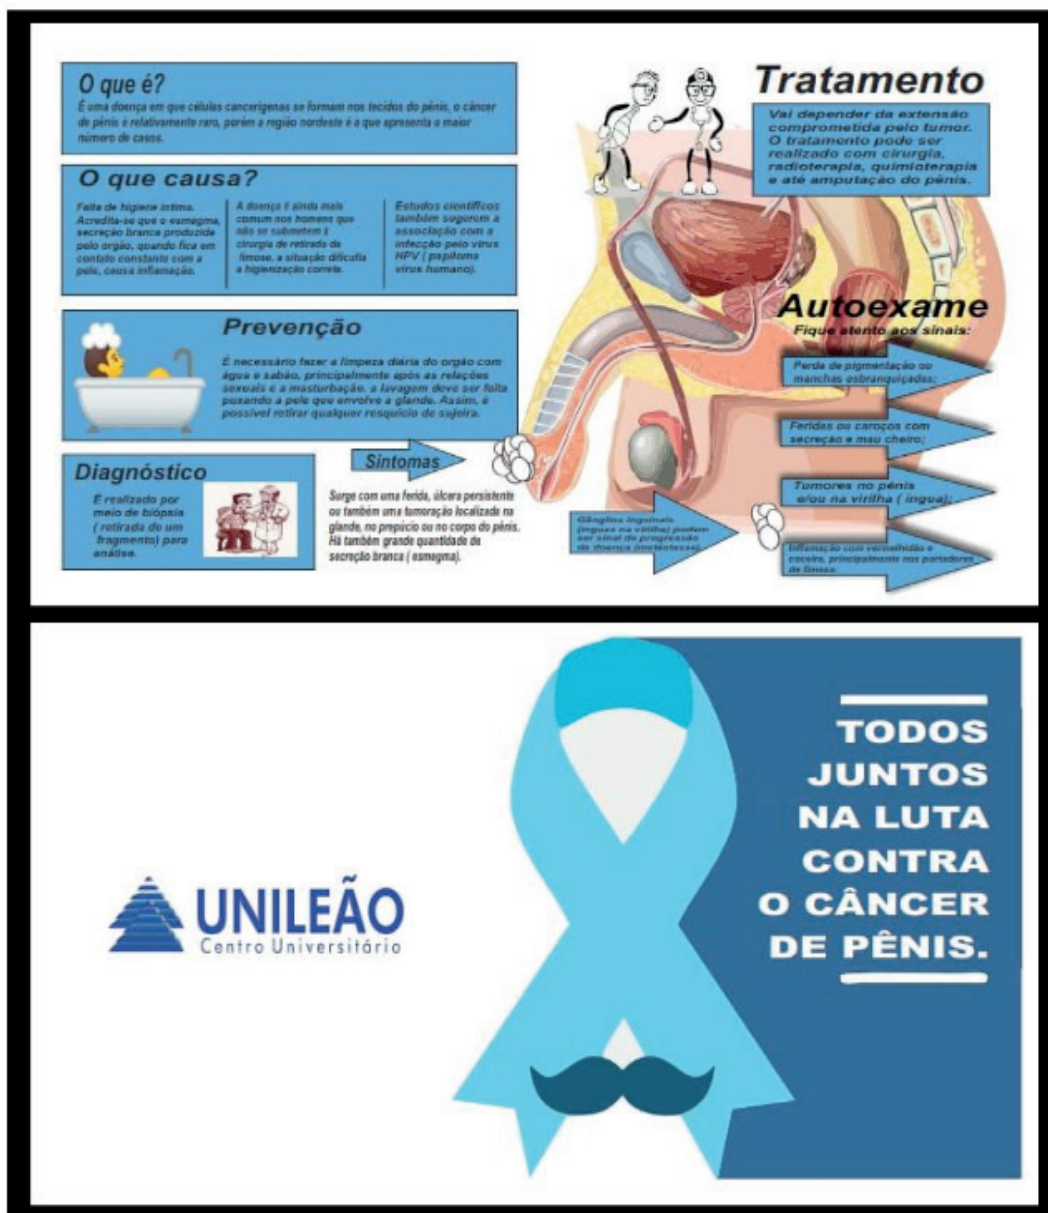 O que é?
É uma doença em que células cancerígenas se formam nos tecidos do pênis, o câncer
de pênis é relativamente raro, porém a região nordeste é a que apresenta o maior
número de casos.
O que causa?
Falta de higiene íntima.
Acredita-se que o esmegma,
secreção branca produzida
pelo orgão, quando fica em
contato constante com a
pele, causa inflamação.
A doença é ainda mais
comum nos homens que
não se submetem à
cirurgia de retirada da
fimose, a situação dificulta
a higienização correta.
Estudos científicos
também sugerem a
associação com a
infecção pelo vírus
HPV ( papiloma
vírus humano).
Prevenção
É necessário fazer a limpeza diária do orgão com
água e sabão, principalmente após as relações
sexuais e a masturbação, a lavagem deve ser feita
puxando a pele que envolve a glande. Assim, é
possível retirar qualquer resquício de sujeira.
Diagnóstico
É realizado por
meio de biópsia
( retirada de um
fragmento) para
análise.
Sintomas
Surge com uma ferida, úlcera persistente
ou também uma tumoração localizada na
glande, no prepúcio ou no corpo do pênis.
Há também grande quantidade de
secreção branca ( esmegma).
Tratamento
Vai depender da extensão
comprometida pelo tumor.
O tratamento pode ser
realizado com cirurgia,
radioterapia, quimioterapia
e até amputação do pênis.
Autoexame
Fique atento aos sinais:
Perda de pigmentação ou
manchas esbranquiçadas;
Feridas ou caroços com
secreção e mau cheiro;
Tumores no pênis
e/ou na virilha ( íngua);
Gânglios inguinais
(ínguas na virilha) podem
ser sinal de progressão
da doença (metástase).
Inflamação com vermelhidão e
coceira, principalmente nos portadores
de fimose.
UNILEÃO
Centro Universitário
TODOS
JUNTOS
NA LUTA
CONTRA
O CÂNCER
DE PÊNIS.